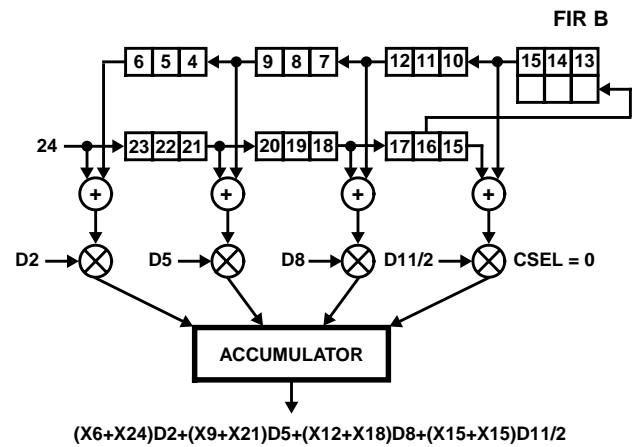 FIR B
6 5 4 9 8 7 12 11 10 15 14 13
24 23 22 21 20 19 18 17 16 15
+ + + +
D2 D5 D8 D11/2 CSEL = 0
ACCUMULATOR
(X6+X24)D2+(X9+X21)D5+(X12+X18)D8+(X15+X15)D11/2